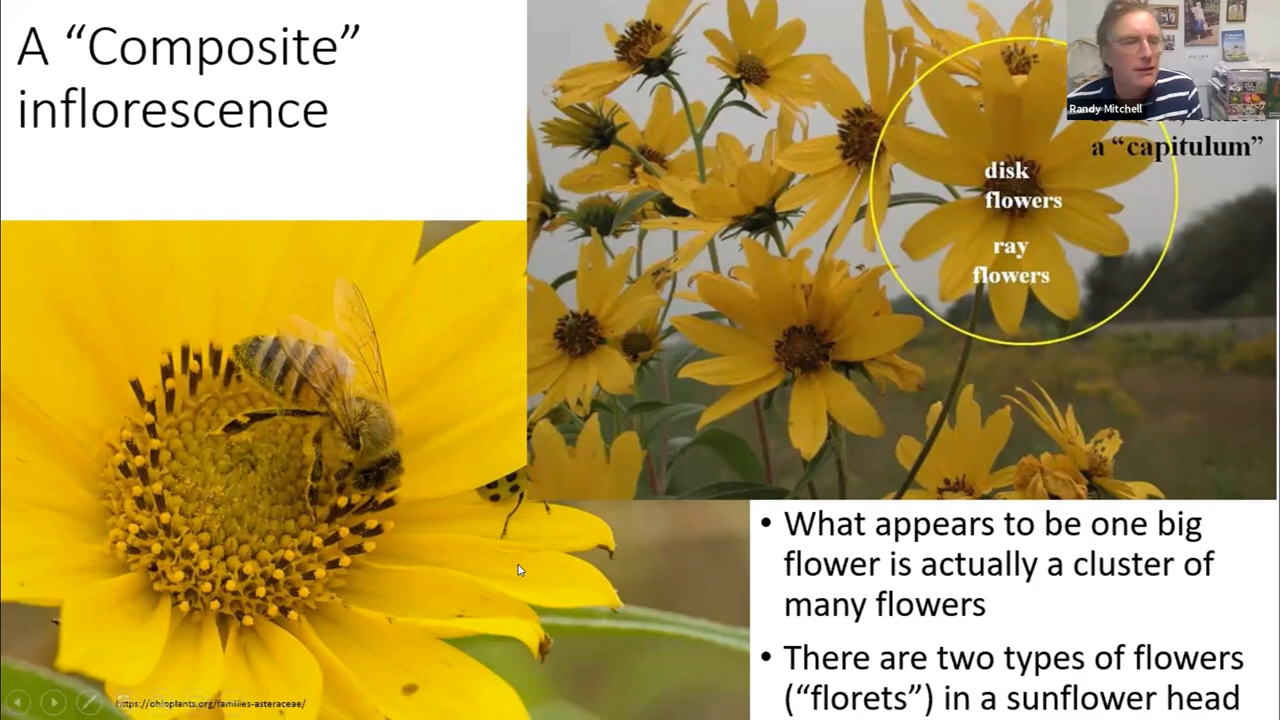 A “Composite”
inflorescence
Randy Mitchell
a “capitulum”
disk
flowers
ray
flowers
• What appears to be one big
flower is actually a cluster of
many flowers
• There are two types of flowers
(“florets”) in a sunflower head
https://ohioplants.org/families-asteraceae/